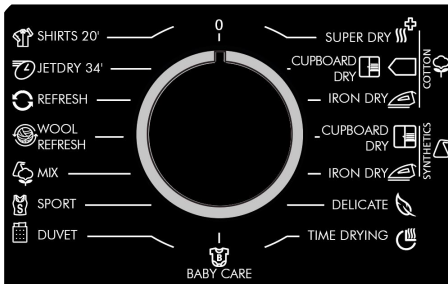 0
SHIRTS 20'
JETDRY 34'
REFRESH
WOOL
REFRESH
MIX
SPORT
S
DUVET
B
BABY CARE
SUPER DRY
CUPBOARD
DRY
IRON DRY
COTTON
CUPBOARD
DRY
IRON DRY
SYNTHETICS
DELICATE
TIME DRYING